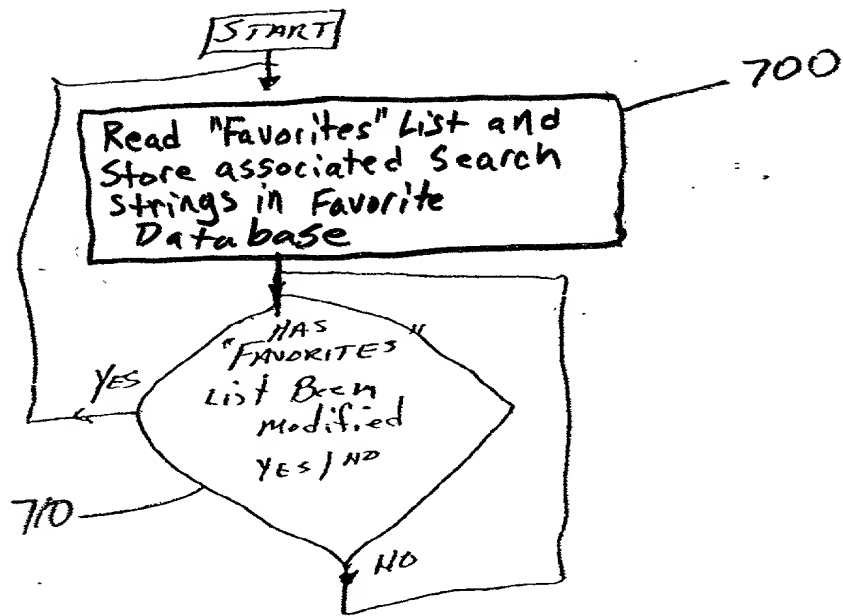 START
700
Read "Favorites" List and
Store associated Search
Strings in Favorite
Database
HAS
"FAVORITES"
List Been
modified
YES / NO
YES
710
NO